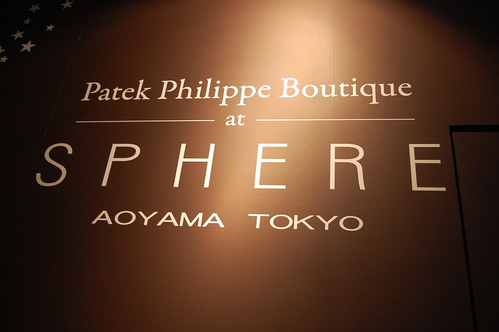 Patek Philippe Boutique
at
SPHERE
AOYAMA TOKYO